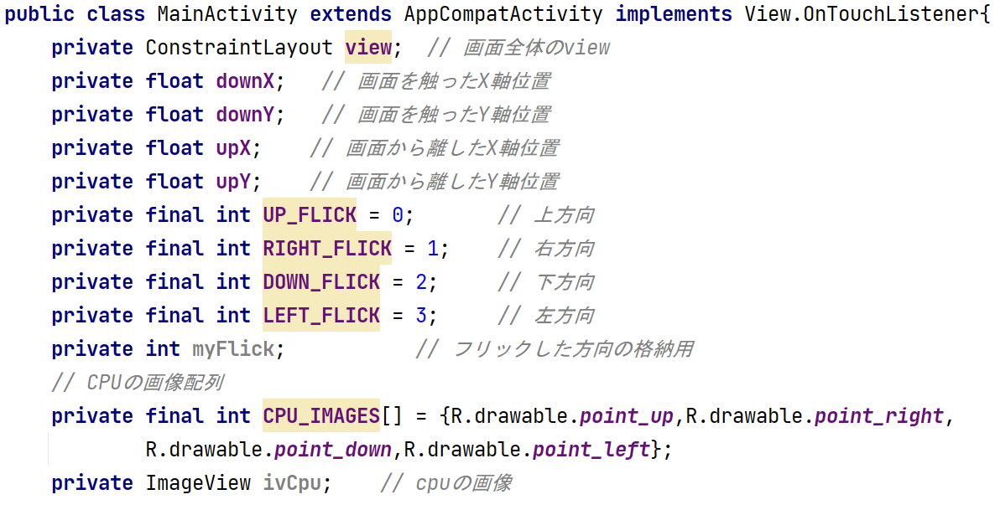 public class MainActivity extends AppCompatActivity implements View.OnTouchListener{
    private ConstraintLayout view;  // 画面全体のview
    private float downX;   // 画面を触ったX軸位置
    private float downY;   // 画面を触ったY軸位置
    private float upX;    // 画面から離したX軸位置
    private float upY;    // 画面から離したY軸位置
    private final int UP_FLICK = 0;       // 上方向
    private final int RIGHT_FLICK = 1;    // 右方向
    private final int DOWN_FLICK = 2;     // 下方向
    private final int LEFT_FLICK = 3;     // 左方向
    private int myFlick;           // フリックした方向の格納用
    // CPUの画像配列
    private final int CPU_IMAGES[] = {R.drawable.point_up,R.drawable.point_right,
            R.drawable.point_down,R.drawable.point_left};
    private ImageView ivCpu;    // cpuの画像